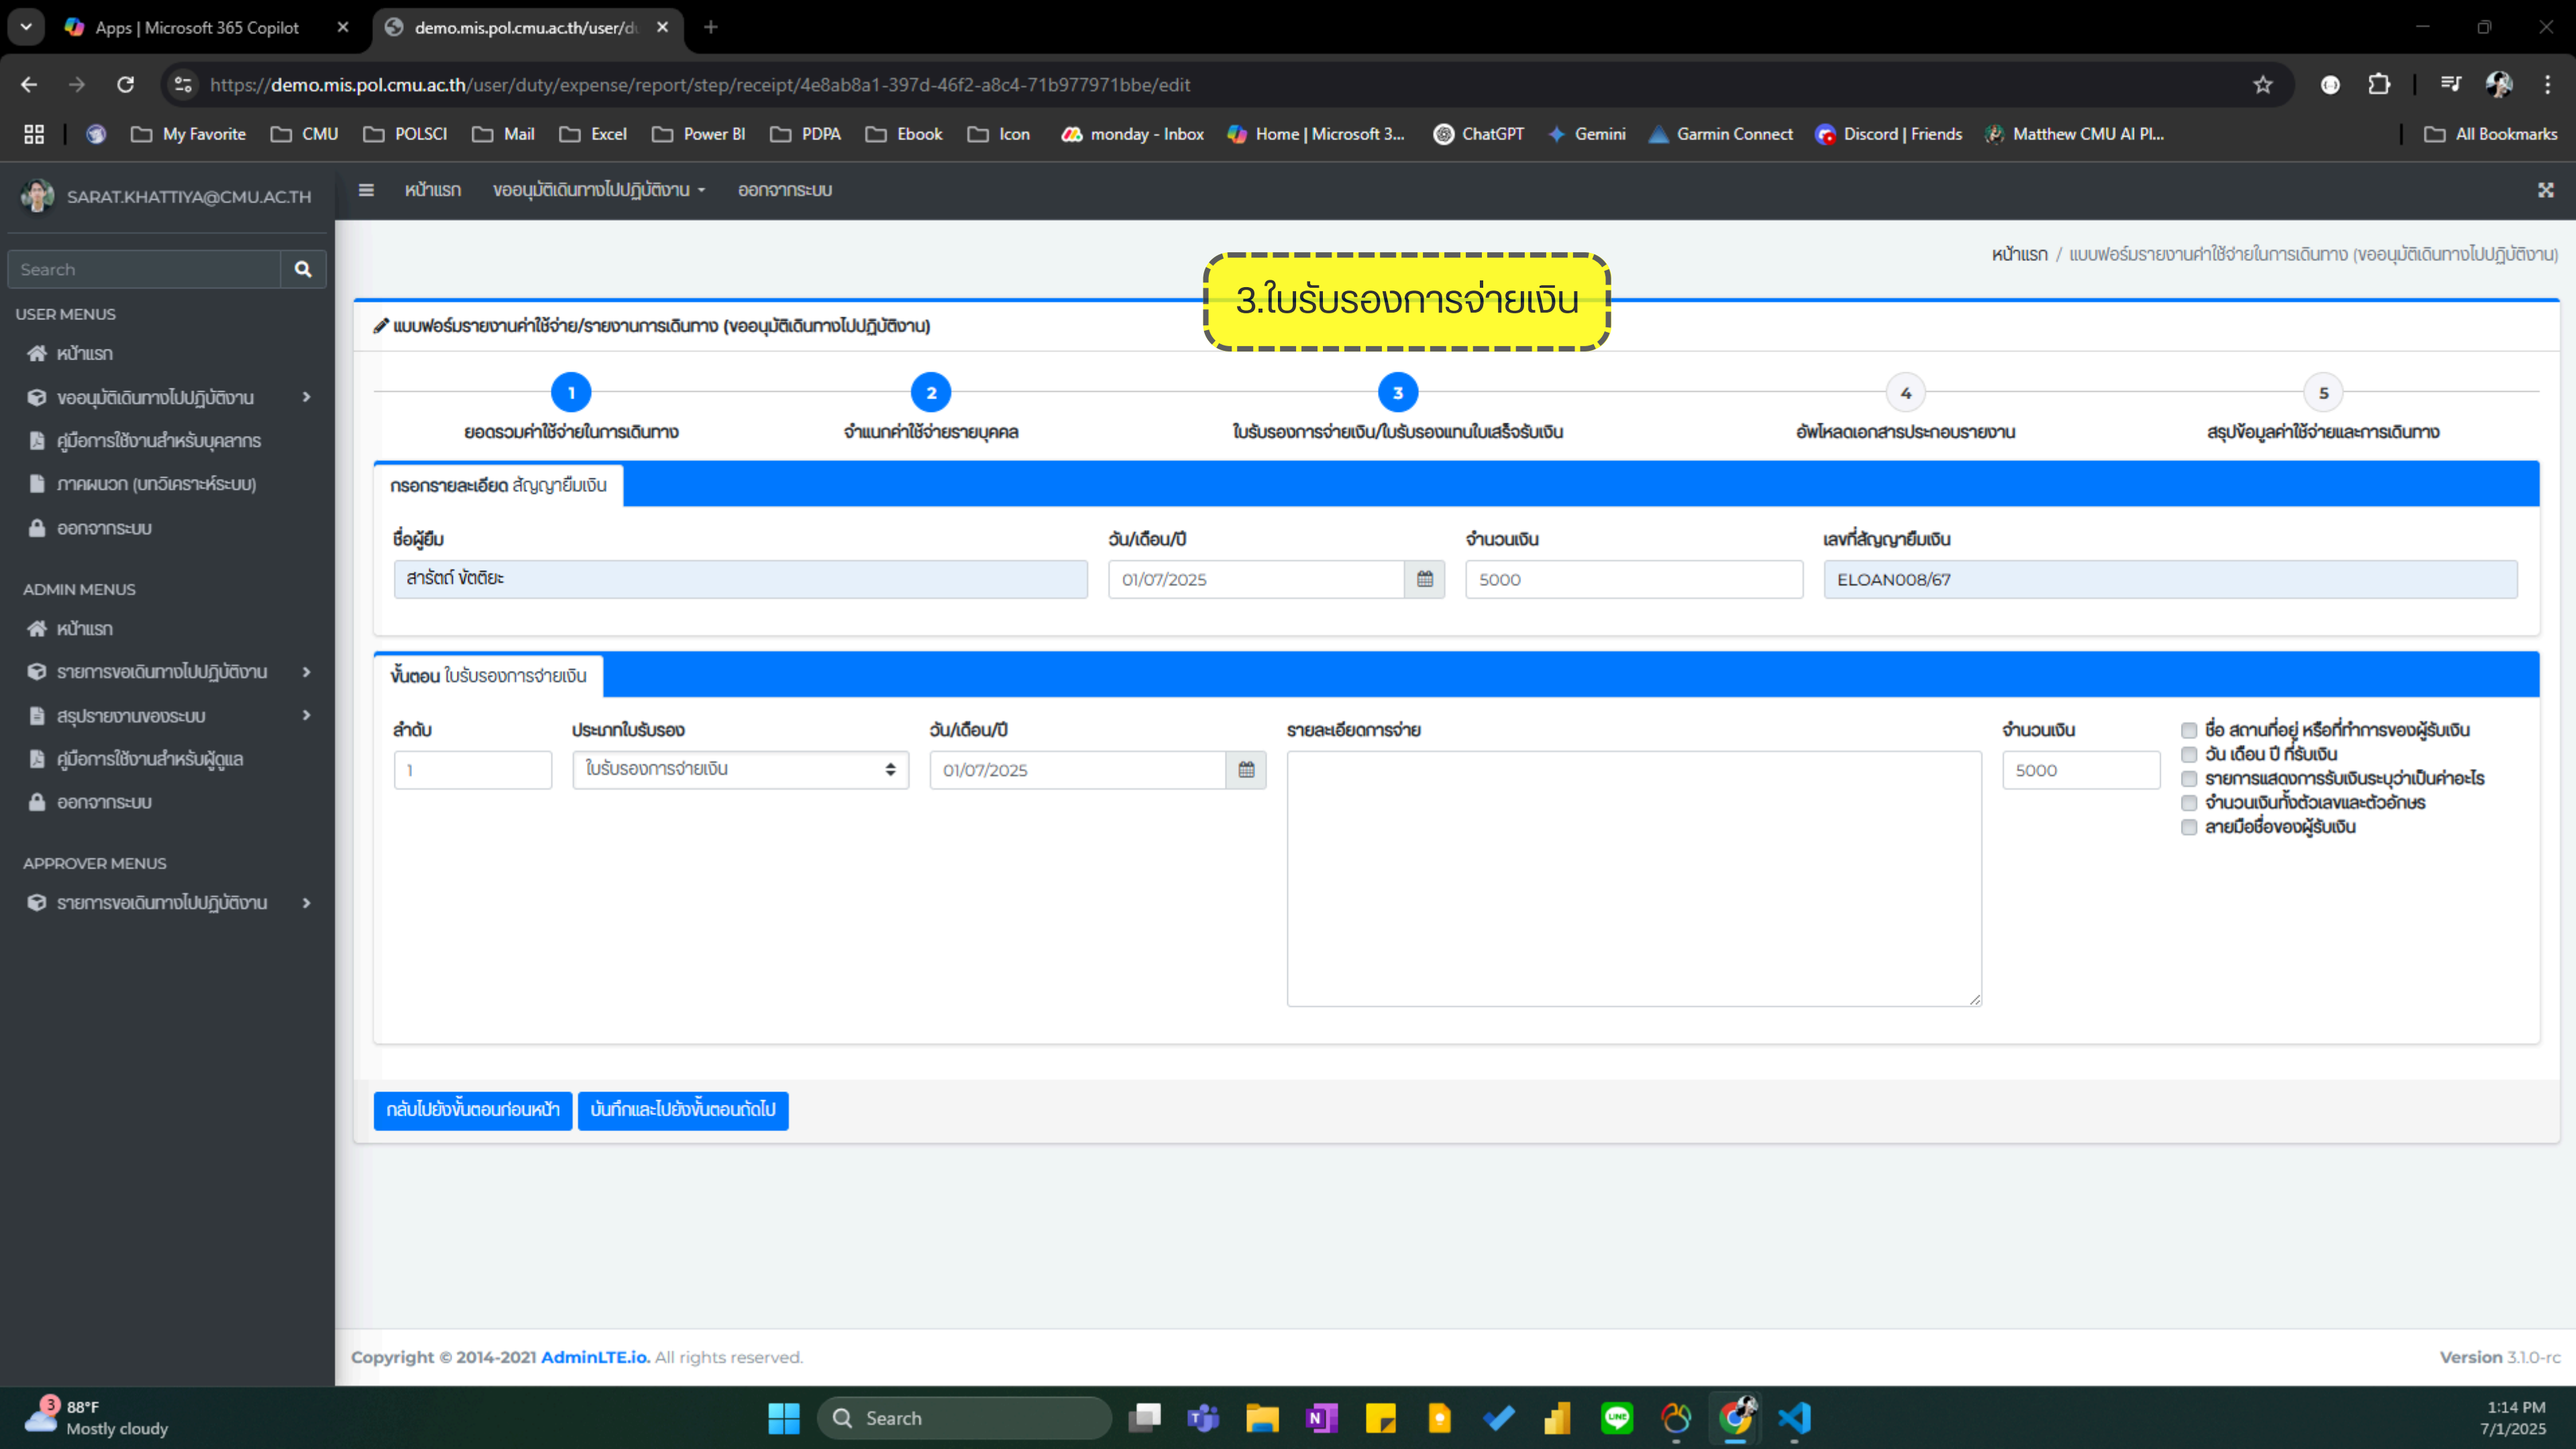 Apps | Microsoft 365 Copilot
demo.mis.pol.cmu.ac.th/user/d
https://demo.mis.pol.cmu.ac.th/user/duty/expense/report/step/receipt/4e8ab8a1-397d-46f2-a8c4-71b977971bbe/edit
My Favorite CMU POLSCI Mail Excel Power BI PDPA Ebook Icon monday - Inbox Home | Microsoft 3... ChatGPT Gemini Garmin Connect Discord | Friends Matthew CMU AI Pl... All Bookmarks
SARAT.KHATTIYA@CMU.AC.TH
หน้าแรก ขออนุมัติเดินทางไปปฏิบัติงาน ออกจากระบบ
Search
USER MENUS
หน้าแรก
ขออนุมัติเดินทางไปปฏิบัติงาน
คู่มือการใช้งานสำหรับบุคลากร
ภาคผนวก (บทวิเคราะห์ระบบ)
ออกจากระบบ
ADMIN MENUS
หน้าแรก
รายการขอเดินทางไปปฏิบัติงาน
สรุปรายงานของระบบ
คู่มือการใช้งานสำหรับผู้ดูแล
ออกจากระบบ
APPROVER MENUS
รายการขอเดินทางไปปฏิบัติงาน
หน้าแรก / แบบฟอร์มรายงานค่าใช้จ่ายในการเดินทาง (ขออนุมัติเดินทางไปปฏิบัติงาน)
3.ใบรับรองการจ่ายเงิน
แบบฟอร์มรายงานค่าใช้จ่าย/รายงานการเดินทาง (ขออนุมัติเดินทางไปปฏิบัติงาน)
1 2 3 4 5
ยอดรวมค่าใช้จ่ายในการเดินทาง จำแนกค่าใช้จ่ายรายบุคคล ใบรับรองการจ่ายเงิน/ใบรับรองแทนใบเสร็จรับเงิน อัพโหลดเอกสารประกอบรายงาน สรุปข้อมูลค่าใช้จ่ายและการเดินทาง
กรอกรายละเอียด สัญญายืมเงิน
ชื่อผู้ยืม วัน/เดือน/ปี จำนวนเงิน เลขที่สัญญายืมเงิน
สารัตถ์ ขัตติยะ 01/07/2025 5000 ELOAN008/67
ขั้นตอน ใบรับรองการจ่ายเงิน
ลำดับ ประเภทใบรับรอง วัน/เดือน/ปี รายละเอียดการจ่าย จำนวนเงิน
1 ใบรับรองการจ่ายเงิน 01/07/2025 5000
ชื่อ สถานที่อยู่ หรือที่ทำการของผู้รับเงิน
วัน เดือน ปี ที่รับเงิน
รายการแสดงการรับเงินระบุว่าเป็นค่าอะไร
จำนวนเงินทั้งตัวเลขและตัวอักษร
ลายมือชื่อของผู้รับเงิน
กลับไปยังขั้นตอนก่อนหน้า บันทึกและไปยังขั้นตอนถัดไป
Copyright © 2014-2021 AdminLTE.io. All rights reserved.
Version 3.1.0-rc
3
88°F
Mostly cloudy
Search
1:14 PM
7/1/2025